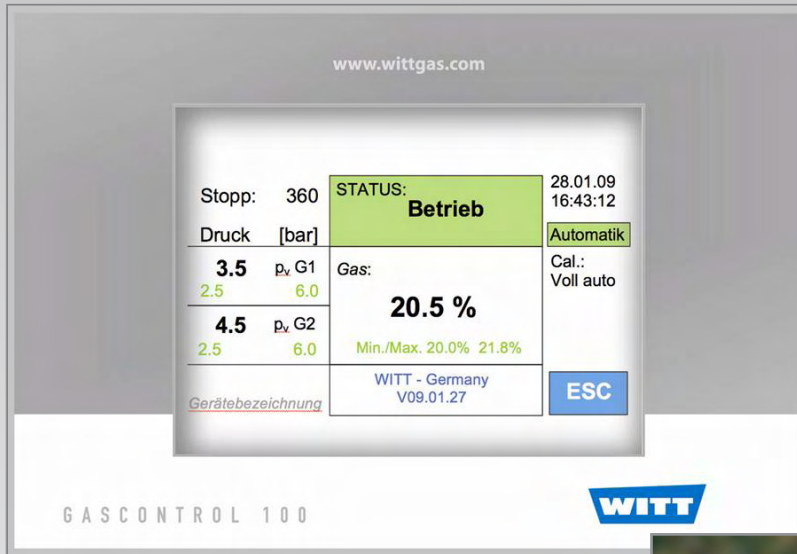 www.wittgas.com
Stopp: 360
Druck [bar]
3.5 pv G1
2.5 6.0
4.5 pv G2
2.5 6.0
Gerätebezeichnung
STATUS:
Betrieb
Gas:
20.5 %
Min./Max. 20.0% 21.8%
WITT - Germany
V09.01.27
28.01.09
16:43:12
Automatik
Cal.:
Voll auto
ESC
GASCONTROL 100
WITT